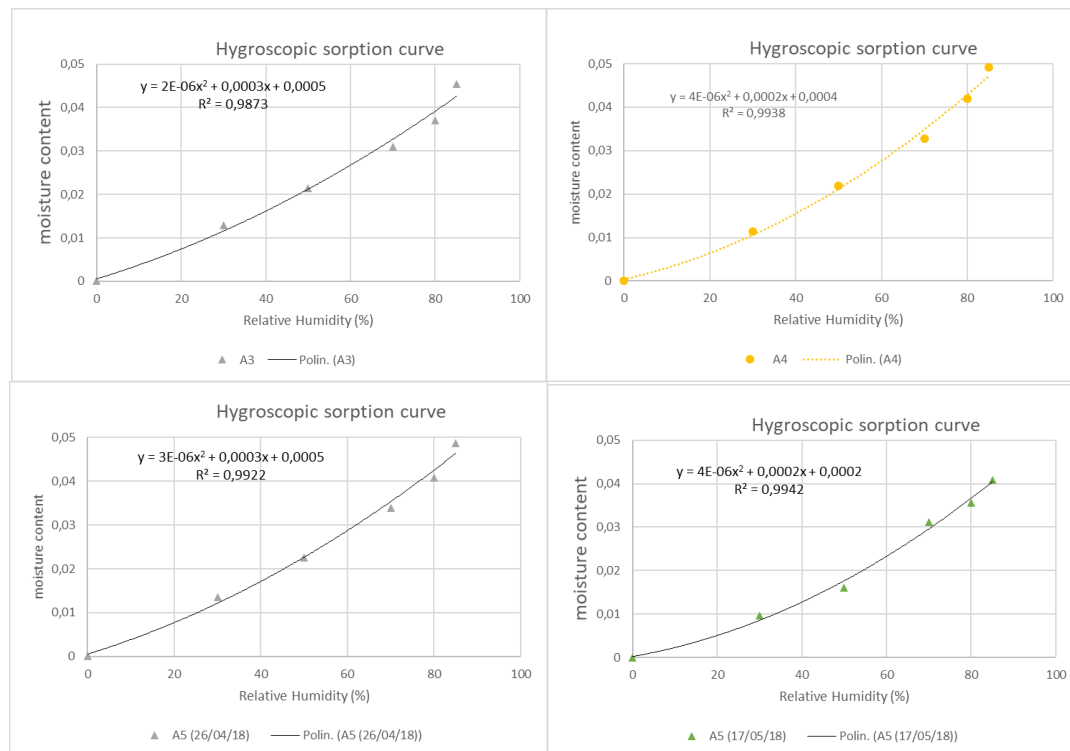 Hygroscopic sorption curve
y = 2E-06x² + 0,0003x + 0,0005
R² = 0,9873
moisture content
0,05
0,04
0,03
0,02
0,01
0
0 20 40 60 80 100
Relative Humidity (%)
A3 Polin. (A3)
Hygroscopic sorption curve
y = 4E-06x² + 0,0002x + 0,0004
R² = 0,9938
moisture content
0,05
0,04
0,03
0,02
0,01
0
0 20 40 60 80 100
Relative Humidity (%)
A4 Polin. (A4)
Hygroscopic sorption curve
y = 3E-06x² + 0,0003x + 0,0005
R² = 0,9922
moisture content
0,05
0,04
0,03
0,02
0,01
0
0 20 40 60 80 100
Relative Humidity (%)
A5 (26/04/18) Polin. (A5 (26/04/18))
Hygroscopic sorption curve
y = 4E-06x² + 0,0002x + 0,0002
R² = 0,9942
moisture content
0,05
0,04
0,03
0,02
0,01
0
0 20 40 60 80 100
Relative Humidity (%)
A5 (17/05/18) Polin. (A5 (17/05/18))